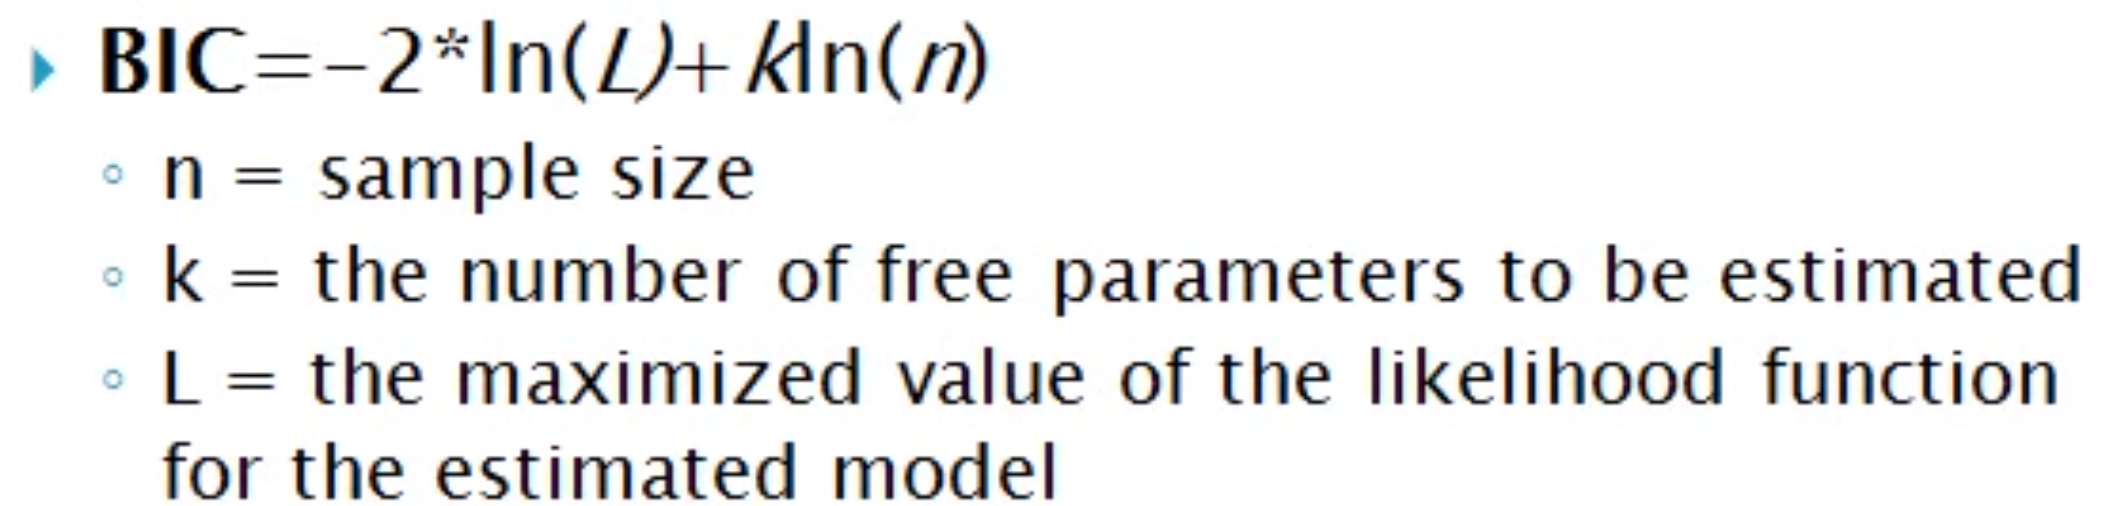 BIC=-2*ln(L)+kln(n)
n = sample size
k = the number of free parameters to be estimated
L = the maximized value of the likelihood function
for the estimated model